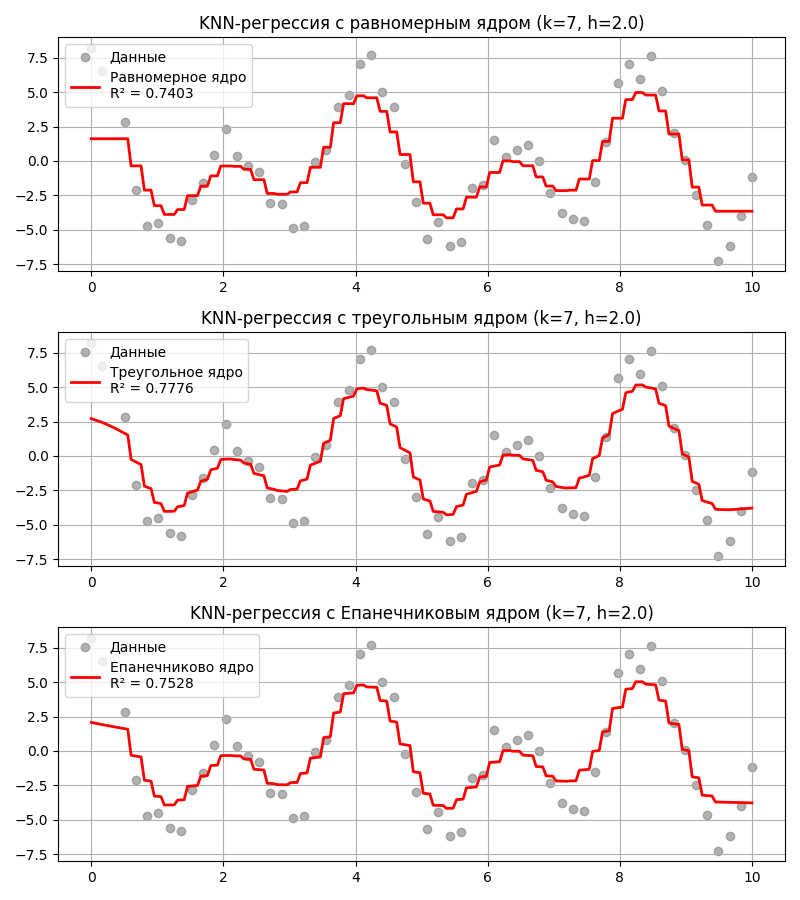 KNN-регрессия с равномерным ядром (k=7, h=2.0)
Данные
Равномерное ядро
R² = 0.7403
7.5
5.0
2.5
0.0
−2.5
−5.0
−7.5
0 2 4 6 8 10
KNN-регрессия с треугольным ядром (k=7, h=2.0)
Данные
Треугольное ядро
R² = 0.7776
7.5
5.0
2.5
0.0
−2.5
−5.0
−7.5
0 2 4 6 8 10
KNN-регрессия с Епанечниковым ядром (k=7, h=2.0)
Данные
Епанечниково ядро
R² = 0.7528
7.5
5.0
2.5
0.0
−2.5
−5.0
−7.5
0 2 4 6 8 10